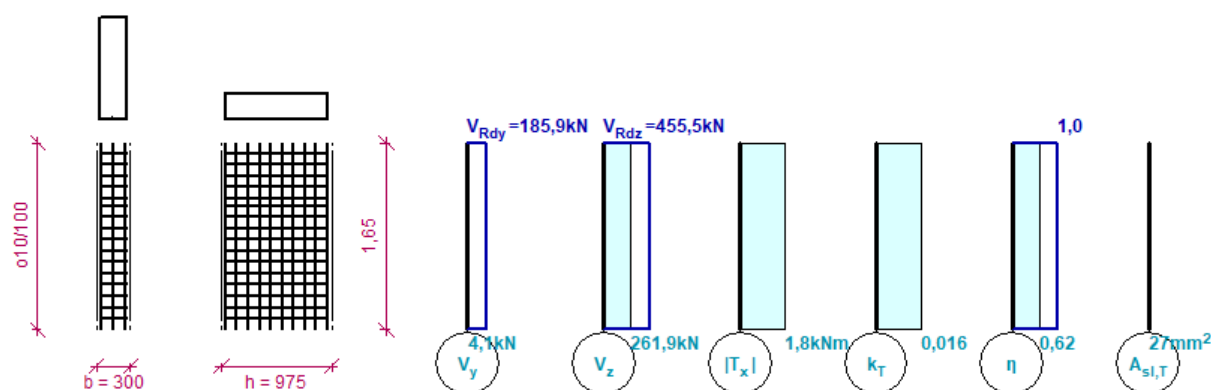 V_Rdy =185,9kN
V_Rdz =455,5kN
1,0
o10/100
1,65
4,1kN
261,9kN
1,8kNm
0,016
0,62
27mm²
V_y
V_z
|T_x|
k_T
η
A_sl,T
b = 300
h = 975